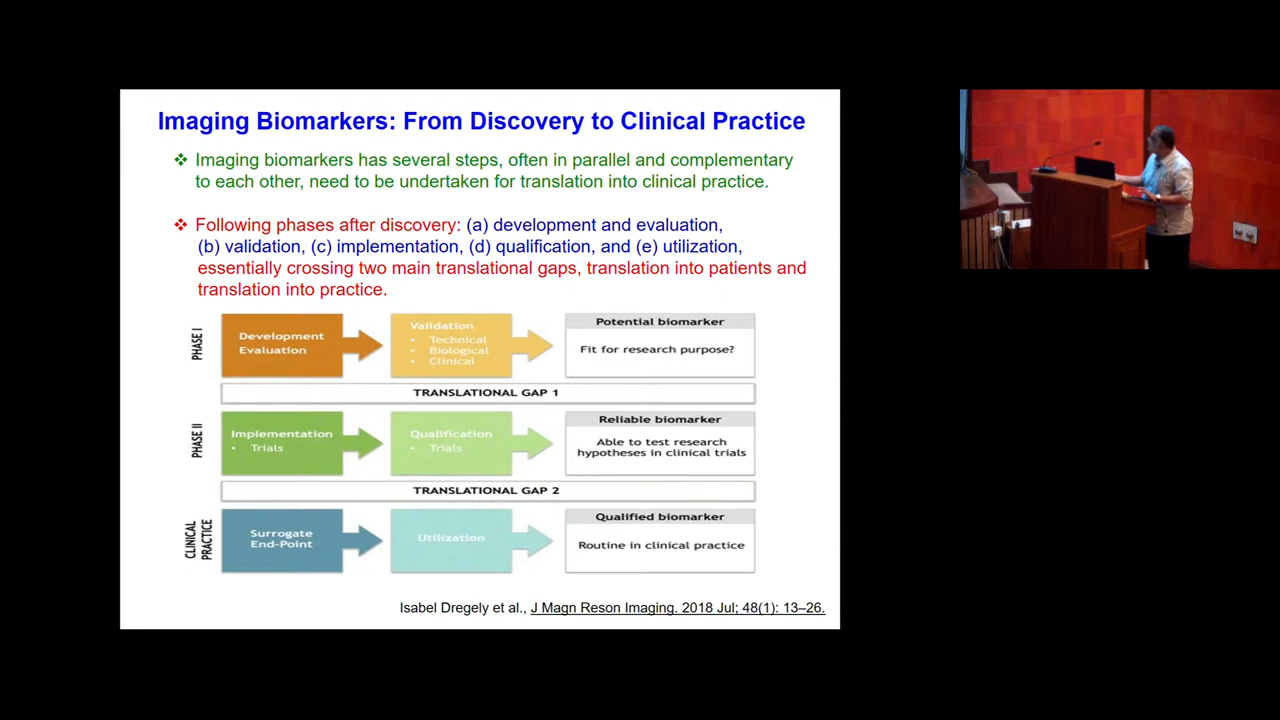 Imaging Biomarkers: From Discovery to Clinical Practice
❖ Imaging biomarkers has several steps, often in parallel and complementary
to each other, need to be undertaken for translation into clinical practice.
❖ Following phases after discovery: (a) development and evaluation,
(b) validation, (c) implementation, (d) qualification, and (e) utilization,
essentially crossing two main translational gaps, translation into patients and
translation into practice.
PHASE I
Development
Evaluation
Validation
• Technical
• Biological
• Clinical
Potential biomarker
Fit for research purpose?
TRANSLATIONAL GAP 1
PHASE II
Implementation
• Trials
Qualification
• Trials
Reliable biomarker
Able to test research
hypotheses in clinical trials
TRANSLATIONAL GAP 2
CLINICAL
PRACTICE
Surrogate
End-Point
Utilization
Qualified biomarker
Routine in clinical practice
Isabel Dregely et al., J Magn Reson Imaging. 2018 Jul; 48(1): 13–26.